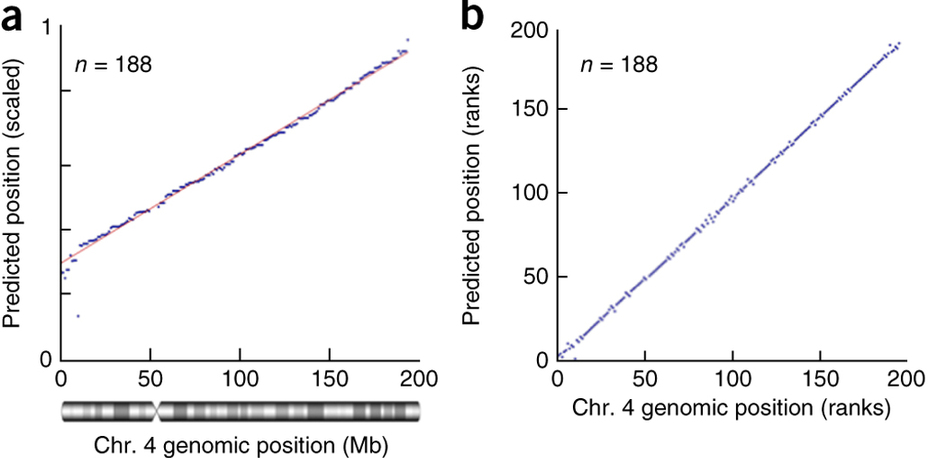 a
Predicted position (scaled)
1
0
n = 188
0 50 100 150 200
Chr. 4 genomic position (Mb)
b
Predicted position (ranks)
200
150
100
50
0
n = 188
0 50 100 150 200
Chr. 4 genomic position (ranks)